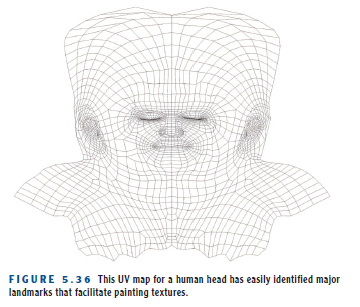 FIGURE 5.36 This UV map for a human head has easily identified major
landmarks that facilitate painting textures.